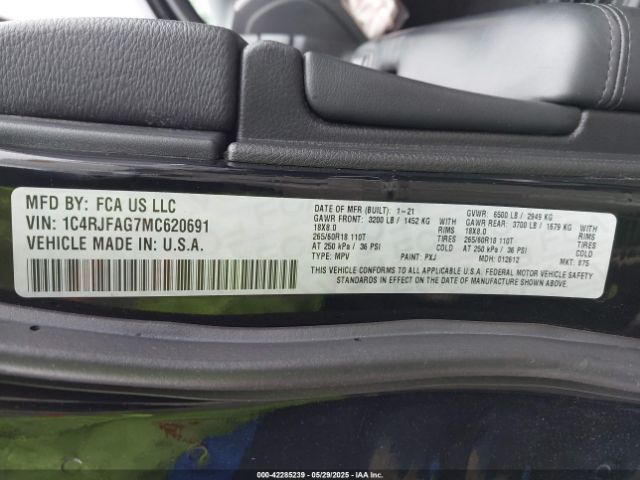 MFD BY: FCA US LLC
VIN: 1C4RJFAG7MC620691
VEHICLE MADE IN: U.S.A.
DATE OF MFR (BUILT: 1-21 GVWR: 6500 LB / 2949 KG
GAWR FRONT: 3200 LB / 1452 KG WITH GAWR REAR: 3700 LB / 1679 KG WITH
18X8.0 RIMS 18X8.0 RIMS
265/60R18 110T TIRES 265/60R18 110T TIRES
AT 250 kPa / 36 PSI COLD AT 250 kPa / 36 PSI COLD
TYPE: MPV PAINT: PXJ MDH: 012612 MKT: 875
THIS VEHICLE CONFORMS TO ALL APPLICABLE U.S.A. FEDERAL MOTOR VEHICLE SAFETY
STANDARDS IN EFFECT ON THE DATE OF MANUFACTURE SHOWN ABOVE.
000-42285239 - 05/29/2025 - IAAI.COM